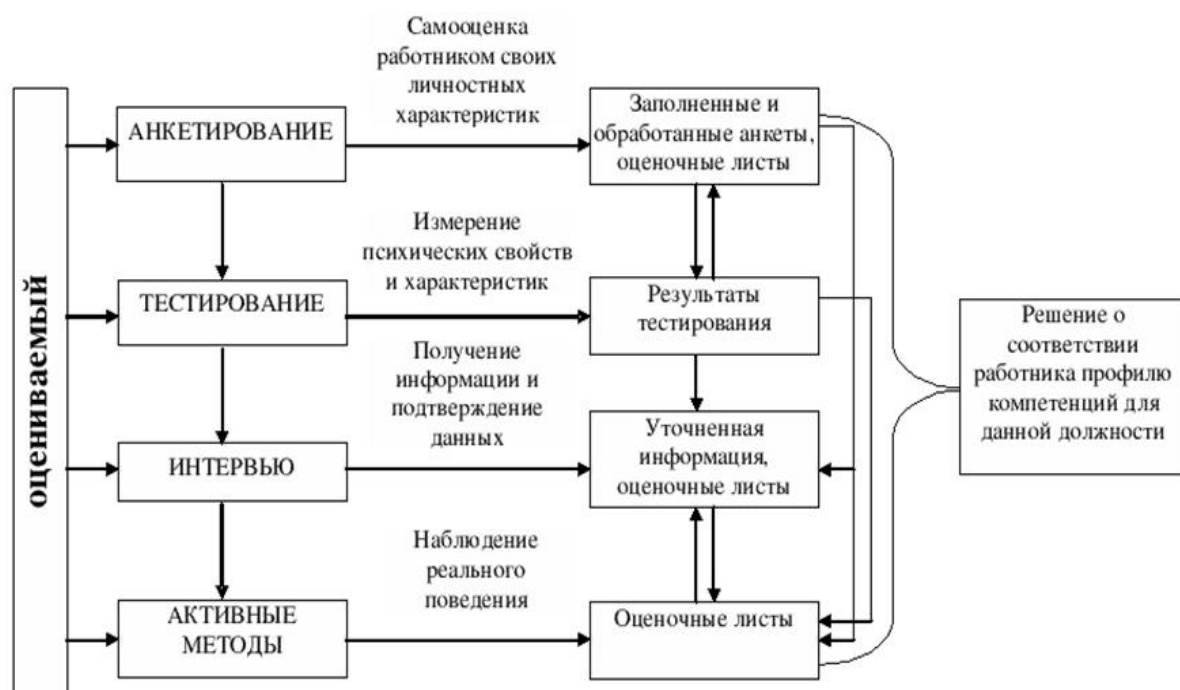 оцениваемый
АНКЕТИРОВАНИЕ
Самооценка
работником своих
личностных
характеристик
Заполненные и
обработанные анкеты,
оценочные листы
ТЕСТИРОВАНИЕ
Измерение
психических свойств
и характеристик
Результаты
тестирования
ИНТЕРВЬЮ
Получение
информации и
подтверждение
данных
Уточненная
информация,
оценочные листы
АКТИВНЫЕ
МЕТОДЫ
Наблюдение
реального
поведения
Оценочные листы
Решение о
соответствии
работника профилю
компетенций для
данной должности